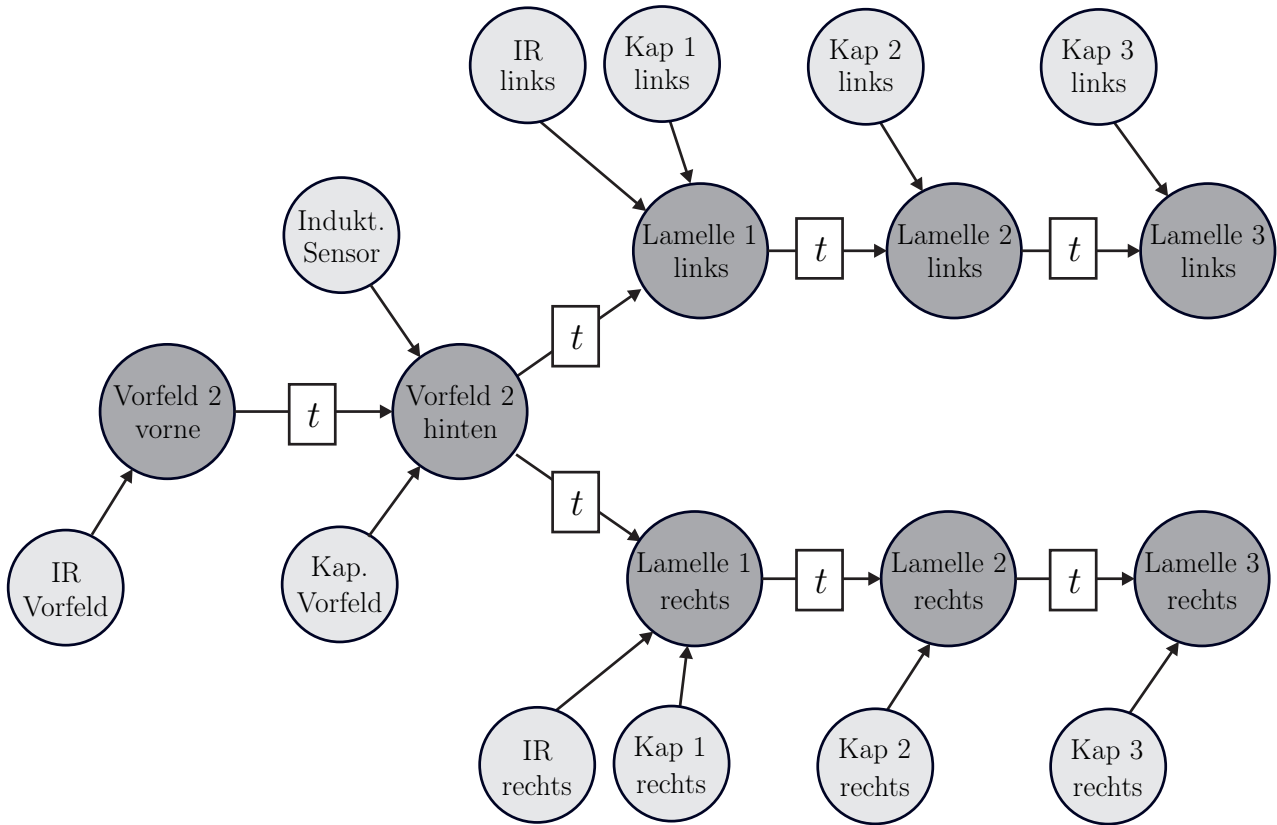 IR
links
Kap 1
links
Kap 2
links
Kap 3
links
Indukt.
Sensor
Lamelle 1
links
t
Lamelle 2
links
t
Lamelle 3
links
t
Vorfeld 2
vorne
t
Vorfeld 2
hinten
t
IR
Vorfeld
Kap.
Vorfeld
Lamelle 1
rechts
t
Lamelle 2
rechts
t
Lamelle 3
rechts
IR
rechts
Kap 1
rechts
Kap 2
rechts
Kap 3
rechts